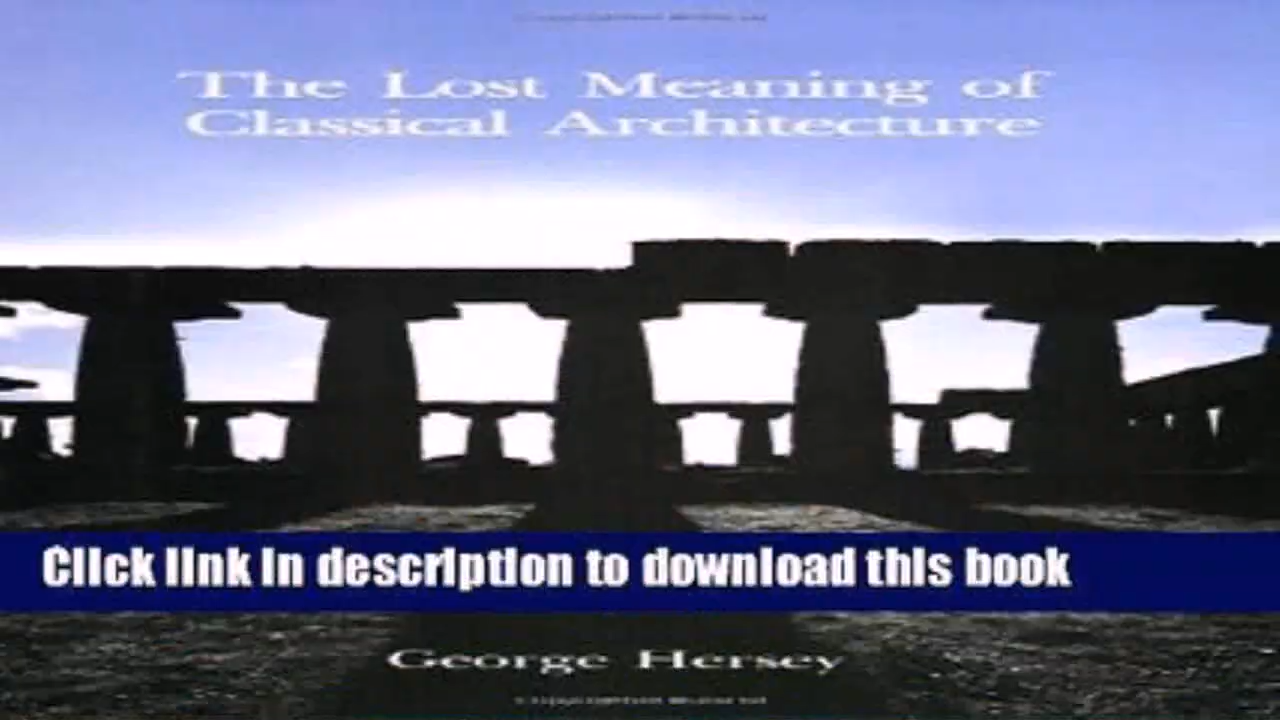 The Lost Meaning of
Classical Architecture
Click link in description to download this book
George Hersey